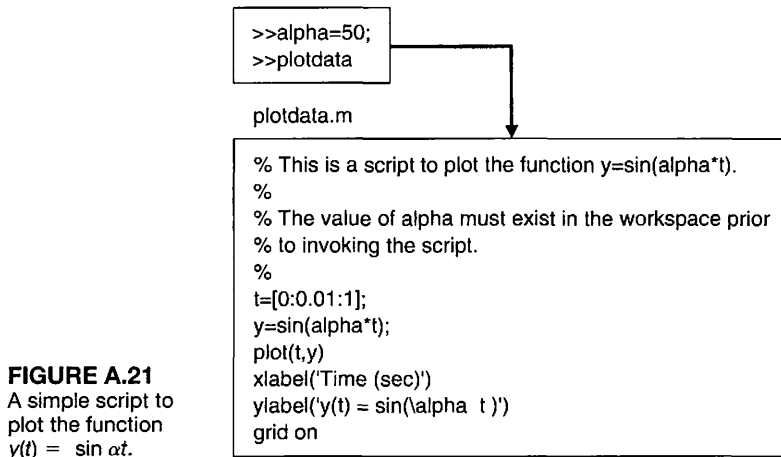 >>alpha=50;
>>plotdata
plotdata.m
% This is a script to plot the function y=sin(alpha*t).
%
% The value of alpha must exist in the workspace prior
% to invoking the script.
%
t=[0:0.01:1];
y=sin(alpha*t);
plot(t,y)
xlabel('Time (sec)')
ylabel('y(t) = sin(\alpha t )')
grid on
FIGURE A.21
A simple script to
plot the function
y(t) = sin αt.